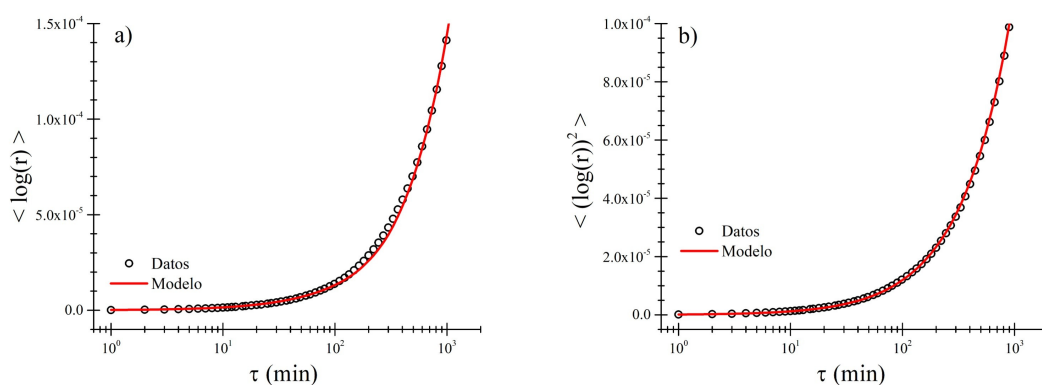 a)
1.5x10⁻⁴
1.0x10⁻⁴
5.0x10⁻⁵
0.0
< log(r) >
Datos
Modelo
10⁰ 10¹ 10² 10³
τ (min)
b)
1.0x10⁻⁴
8.0x10⁻⁵
6.0x10⁻⁵
4.0x10⁻⁵
2.0x10⁻⁵
0.0
< (log(r))² >
Datos
Modelo
10⁰ 10¹ 10² 10³
τ (min)